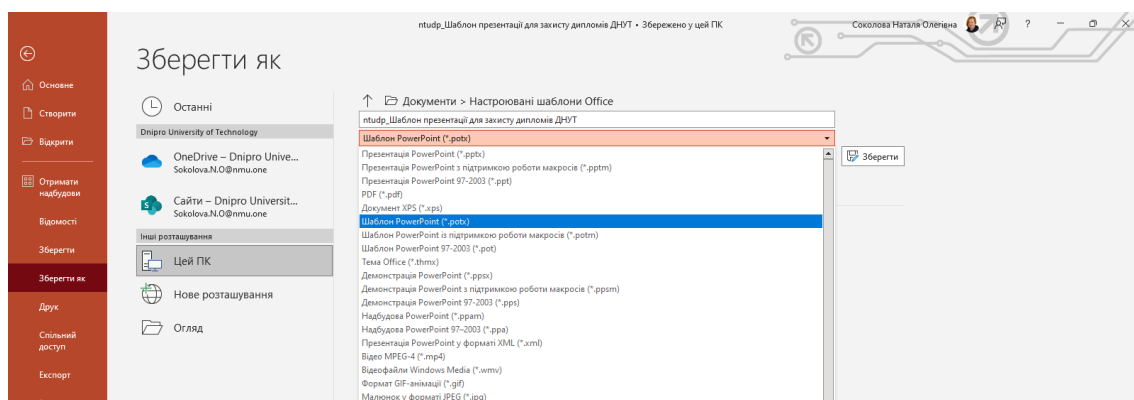 ntudp_Шаблон презентації для захисту дипломів ДНУТ • Збережено у цей ПК
Соколова Наталя Олегівна
?
Зберегти як
Основне
Створити
Відкрити
Отримати
надбудови
Відомості
Зберегти
Зберегти як
Друк
Спільний
доступ
Експорт
Останні
Dnipro University of Technology
OneDrive – Dnipro Unive...
Sokolova.N.O@nmu.one
Сайти – Dnipro Universit...
Sokolova.N.O@nmu.one
Інші розташування
Цей ПК
Нове розташування
Огляд
Документи > Настроювані шаблони Office
ntudp_Шаблон презентації для захисту дипломів ДНУТ
Шаблон PowerPoint (*.potx)
Зберегти
Презентація PowerPoint (*.pptx)
Презентація PowerPoint з підтримкою роботи макросів (*.pptm)
Презентація PowerPoint 97-2003 (*.ppt)
PDF (*.pdf)
Документ XPS (*.xps)
Шаблон PowerPoint (*.potx)
Шаблон PowerPoint із підтримкою роботи макросів (*.potm)
Шаблон PowerPoint 97-2003 (*.pot)
Тема Office (*.thmx)
Демонстрація PowerPoint (*.ppsx)
Демонстрація PowerPoint з підтримкою роботи макросів (*.ppsm)
Демонстрація PowerPoint 97-2003 (*.pps)
Надбудова PowerPoint (*.ppam)
Надбудова PowerPoint 97–2003 (*.ppa)
Презентація PowerPoint у форматі XML (*.xml)
Відео MPEG-4 (*.mp4)
Відеофайли Windows Media (*.wmv)
Формат GIF-анімації (*.gif)
Малюнок у форматі JPEG (*.jpg)